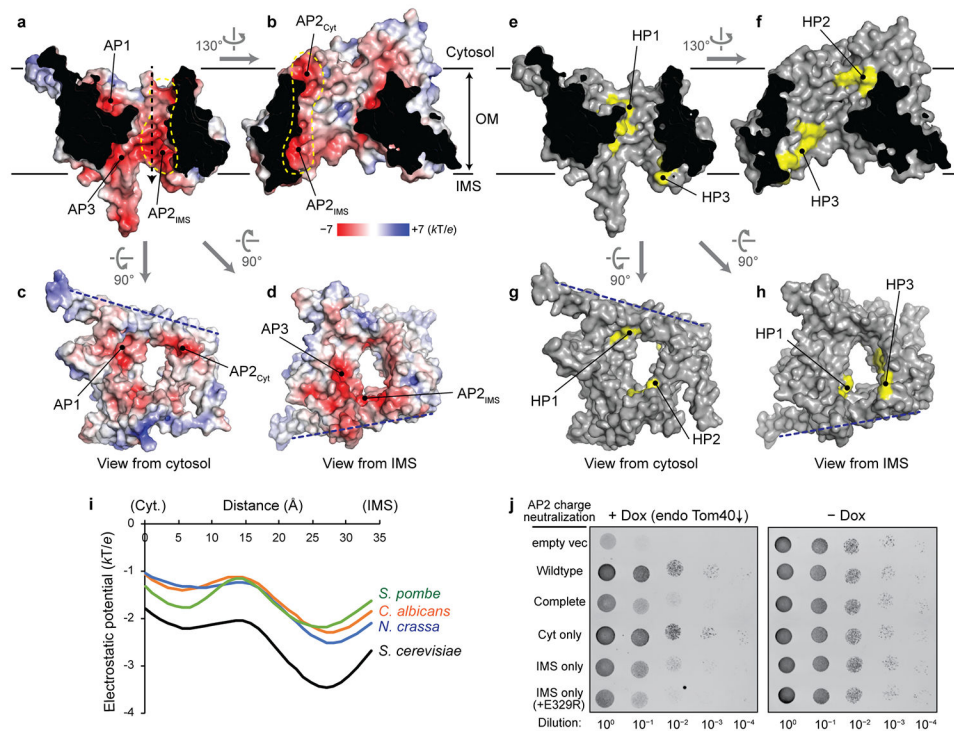 a
b
e
f
AP1
AP2Cyt
130°
Cytosol
HP1
130°
HP2
Cytosol
OM
AP3
AP2IMS
AP2IMS
IMS
HP3
HP3
IMS
−7
+7 (kT/e)
90°
90°
90°
90°
c
d
g
h
AP3
HP3
HP1
AP2Cyt
AP1
AP2IMS
HP1
HP2
View from cytosol
View from IMS
View from cytosol
View from IMS
i
(Cyt.)
Distance (Å)
(IMS)
0
5
10
15
20
25
30
35
0
-1
-2
-3
-4
Electrostatic potential (kT/e)
S. pombe
C. albicans
N. crassa
S. cerevisiae
j
AP2 charge
neutralization
+ Dox (endo Tom40↓)
− Dox
empty vec
Wildtype
Complete
Cyt only
IMS only
IMS only
(+E329R)
Dilution:
10⁰
10⁻¹
10⁻²
10⁻³
10⁻⁴
10⁰
10⁻¹
10⁻²
10⁻³
10⁻⁴